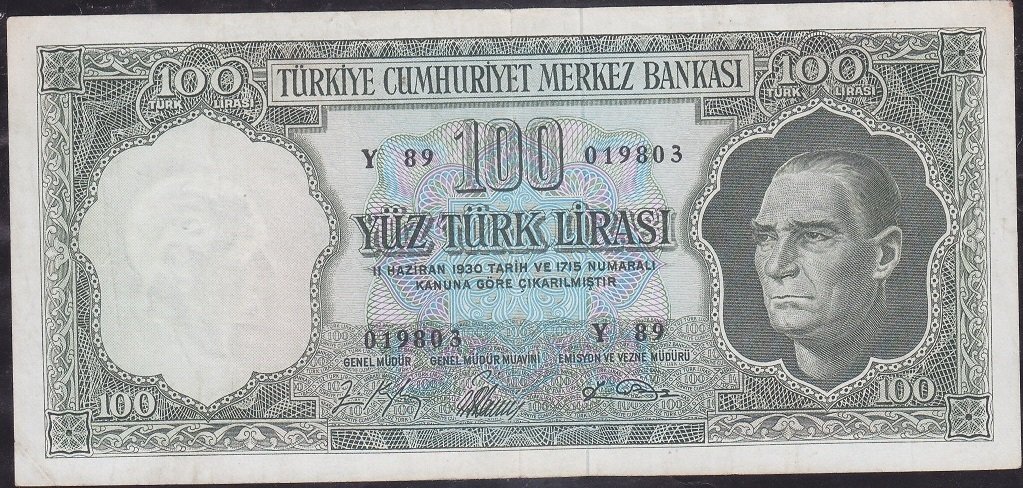 100
TÜRK LİRASI
TÜRKİYE CUMHURİYET MERKEZ BANKASI
100
TÜRK LİRASI
Y 89 100 019803
YÜZ TÜRK LİRASI
11 HAZİRAN 1930 TARİH VE 1715 NUMARALI
KANUNA GÖRE ÇIKARILMIŞTIR
019803 Y 89
GENEL MÜDÜR GENEL MÜDÜR MUAVİNİ EMİSYON VE VEZNE MÜDÜRÜ
100 100